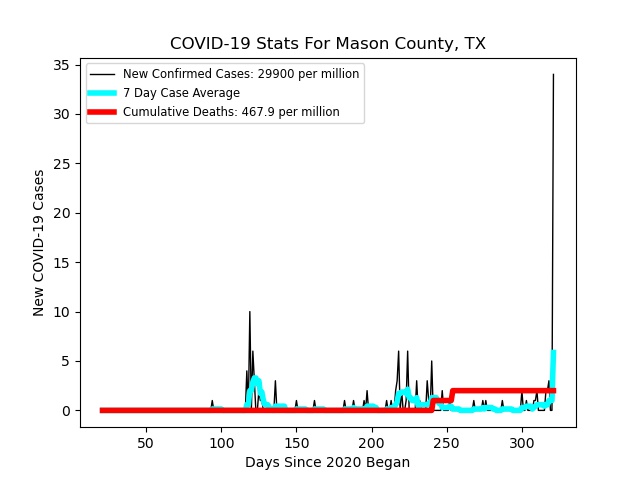 COVID-19 Stats For Mason County, TX
New Confirmed Cases: 29900 per million
7 Day Case Average
Cumulative Deaths: 467.9 per million
New COVID-19 Cases
35
30
25
20
15
10
5
0
50 100 150 200 250 300
Days Since 2020 Began